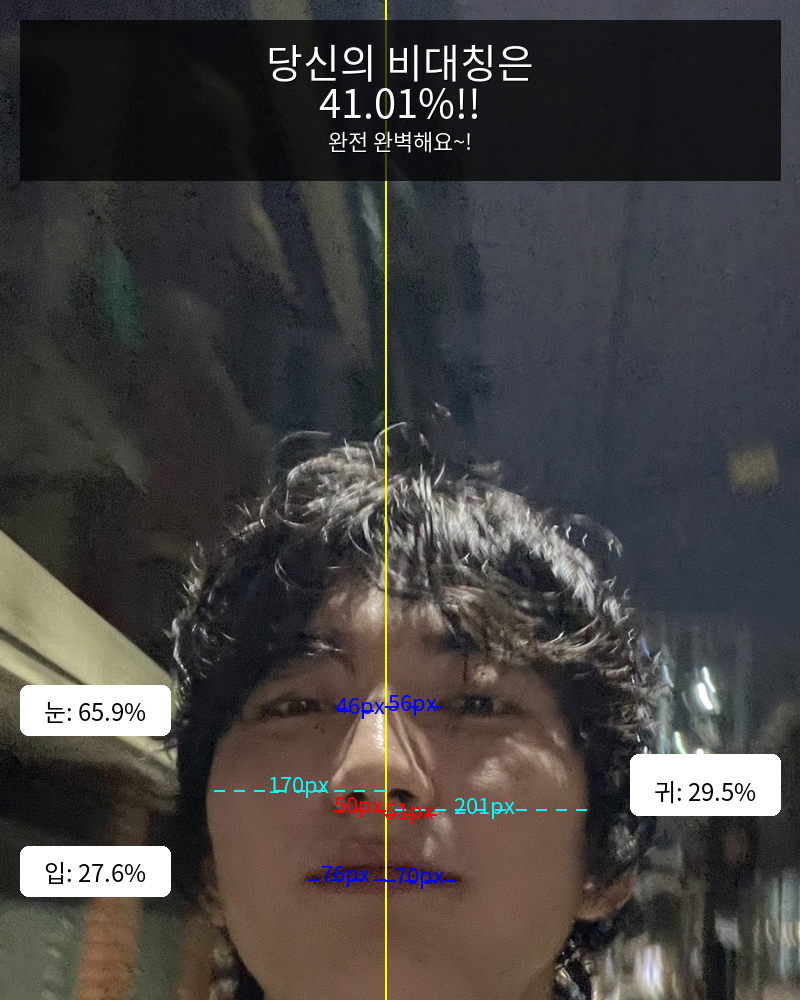 당신의 비대칭은
41.01%!!
완전 완벽해요~!
눈: 65.9%
46px
56px
귀: 29.5%
170px
50px
51px
201px
입: 27.6%
76px
70px